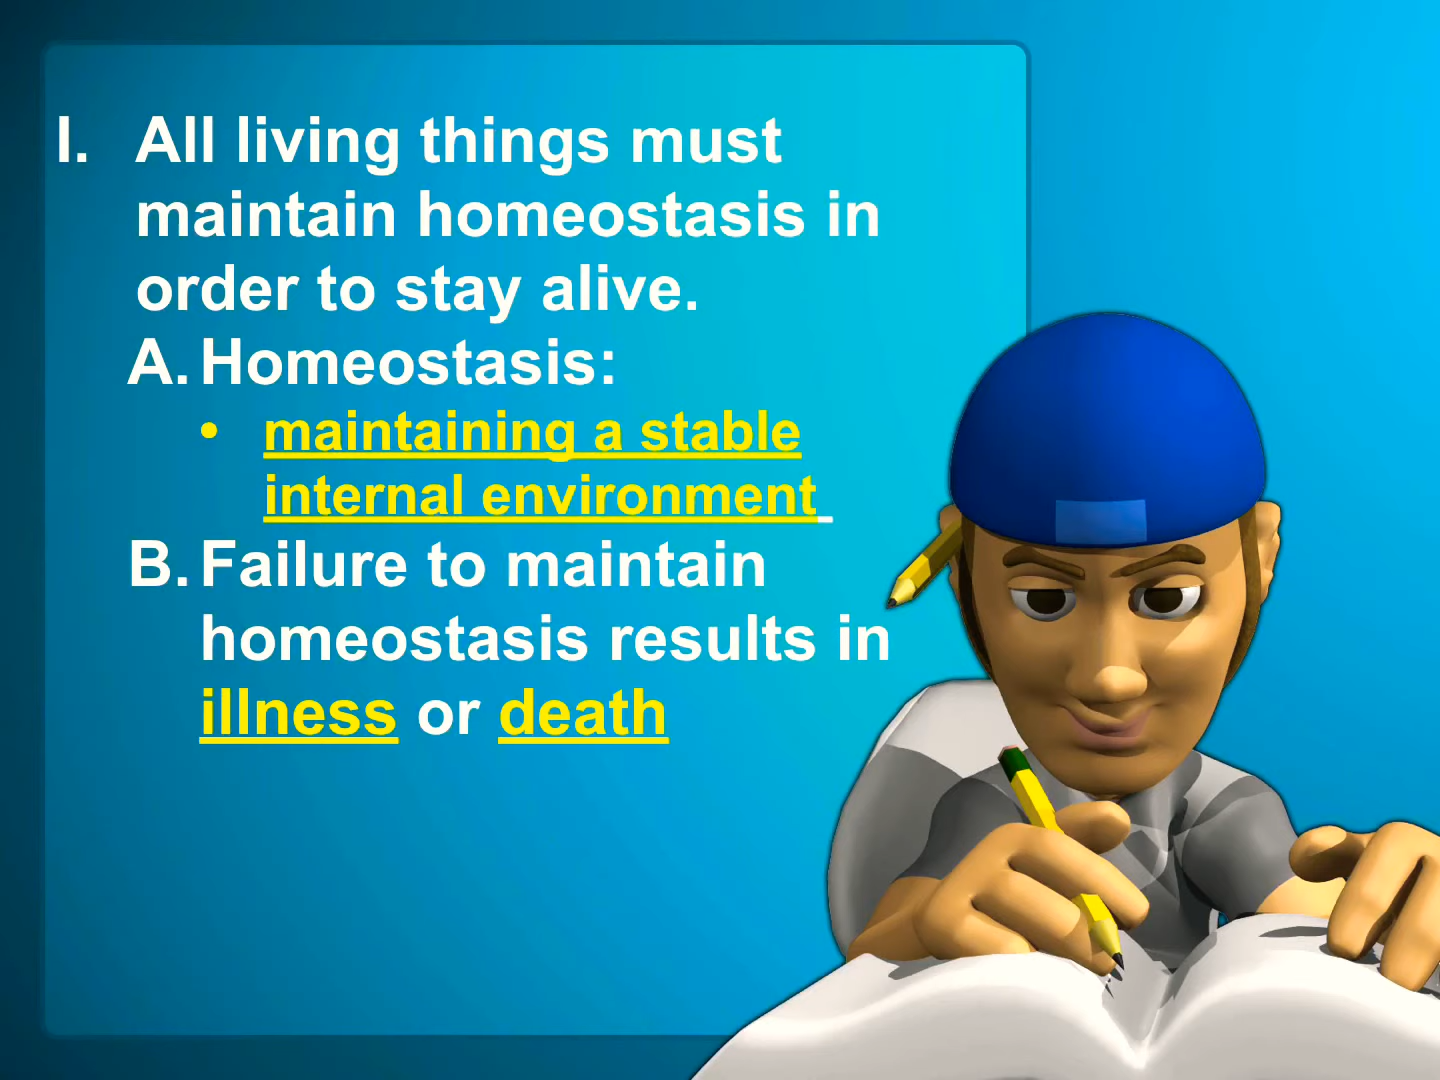 I. All living things must
maintain homeostasis in
order to stay alive.
A. Homeostasis:
• maintaining a stable
internal environment
B. Failure to maintain
homeostasis results in
illness or death